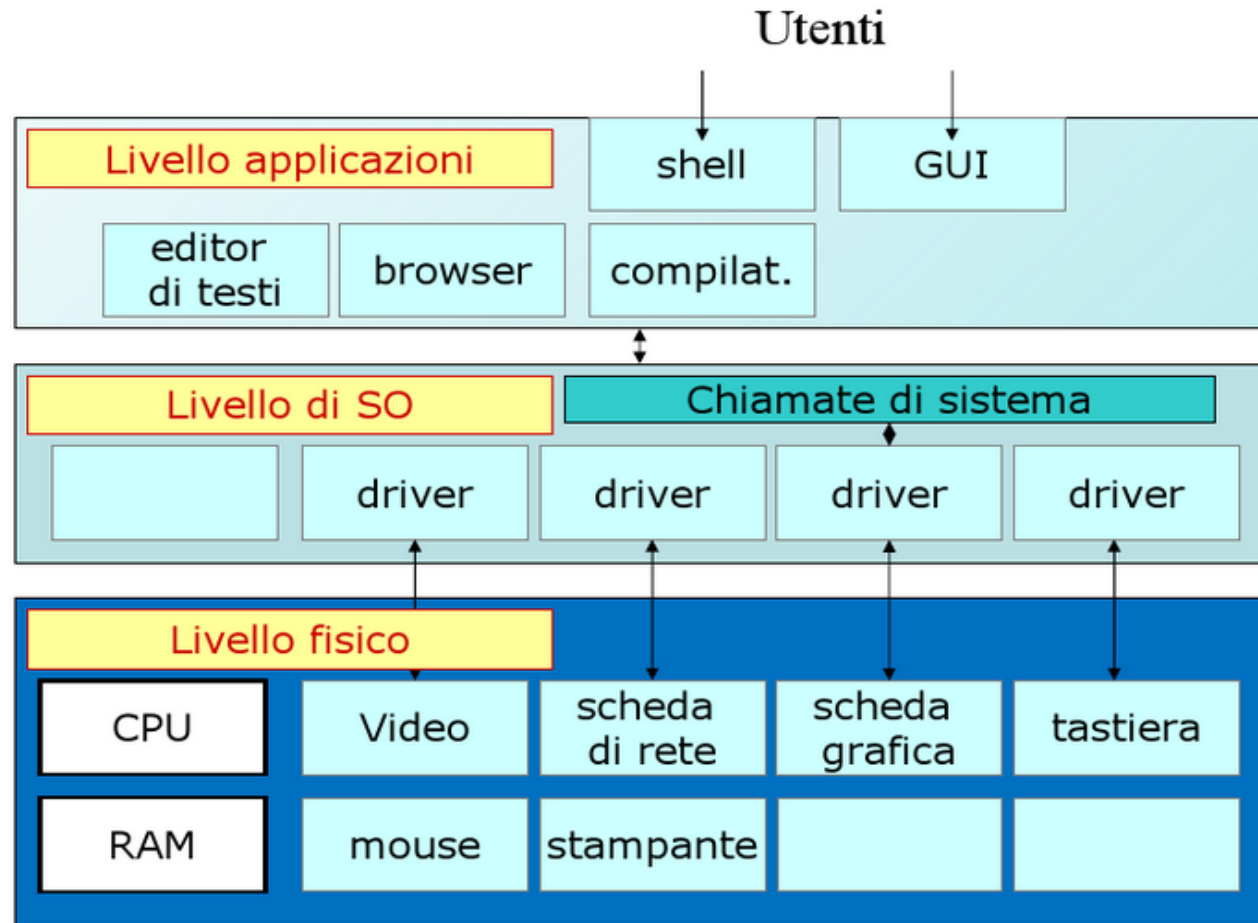 Utenti
Livello applicazioni
shell
GUI
editor
di testi
browser
compilat.
Livello di SO
Chiamate di sistema
driver
driver
driver
driver
Livello fisico
CPU
Video
scheda
di rete
scheda
grafica
tastiera
RAM
mouse
stampante